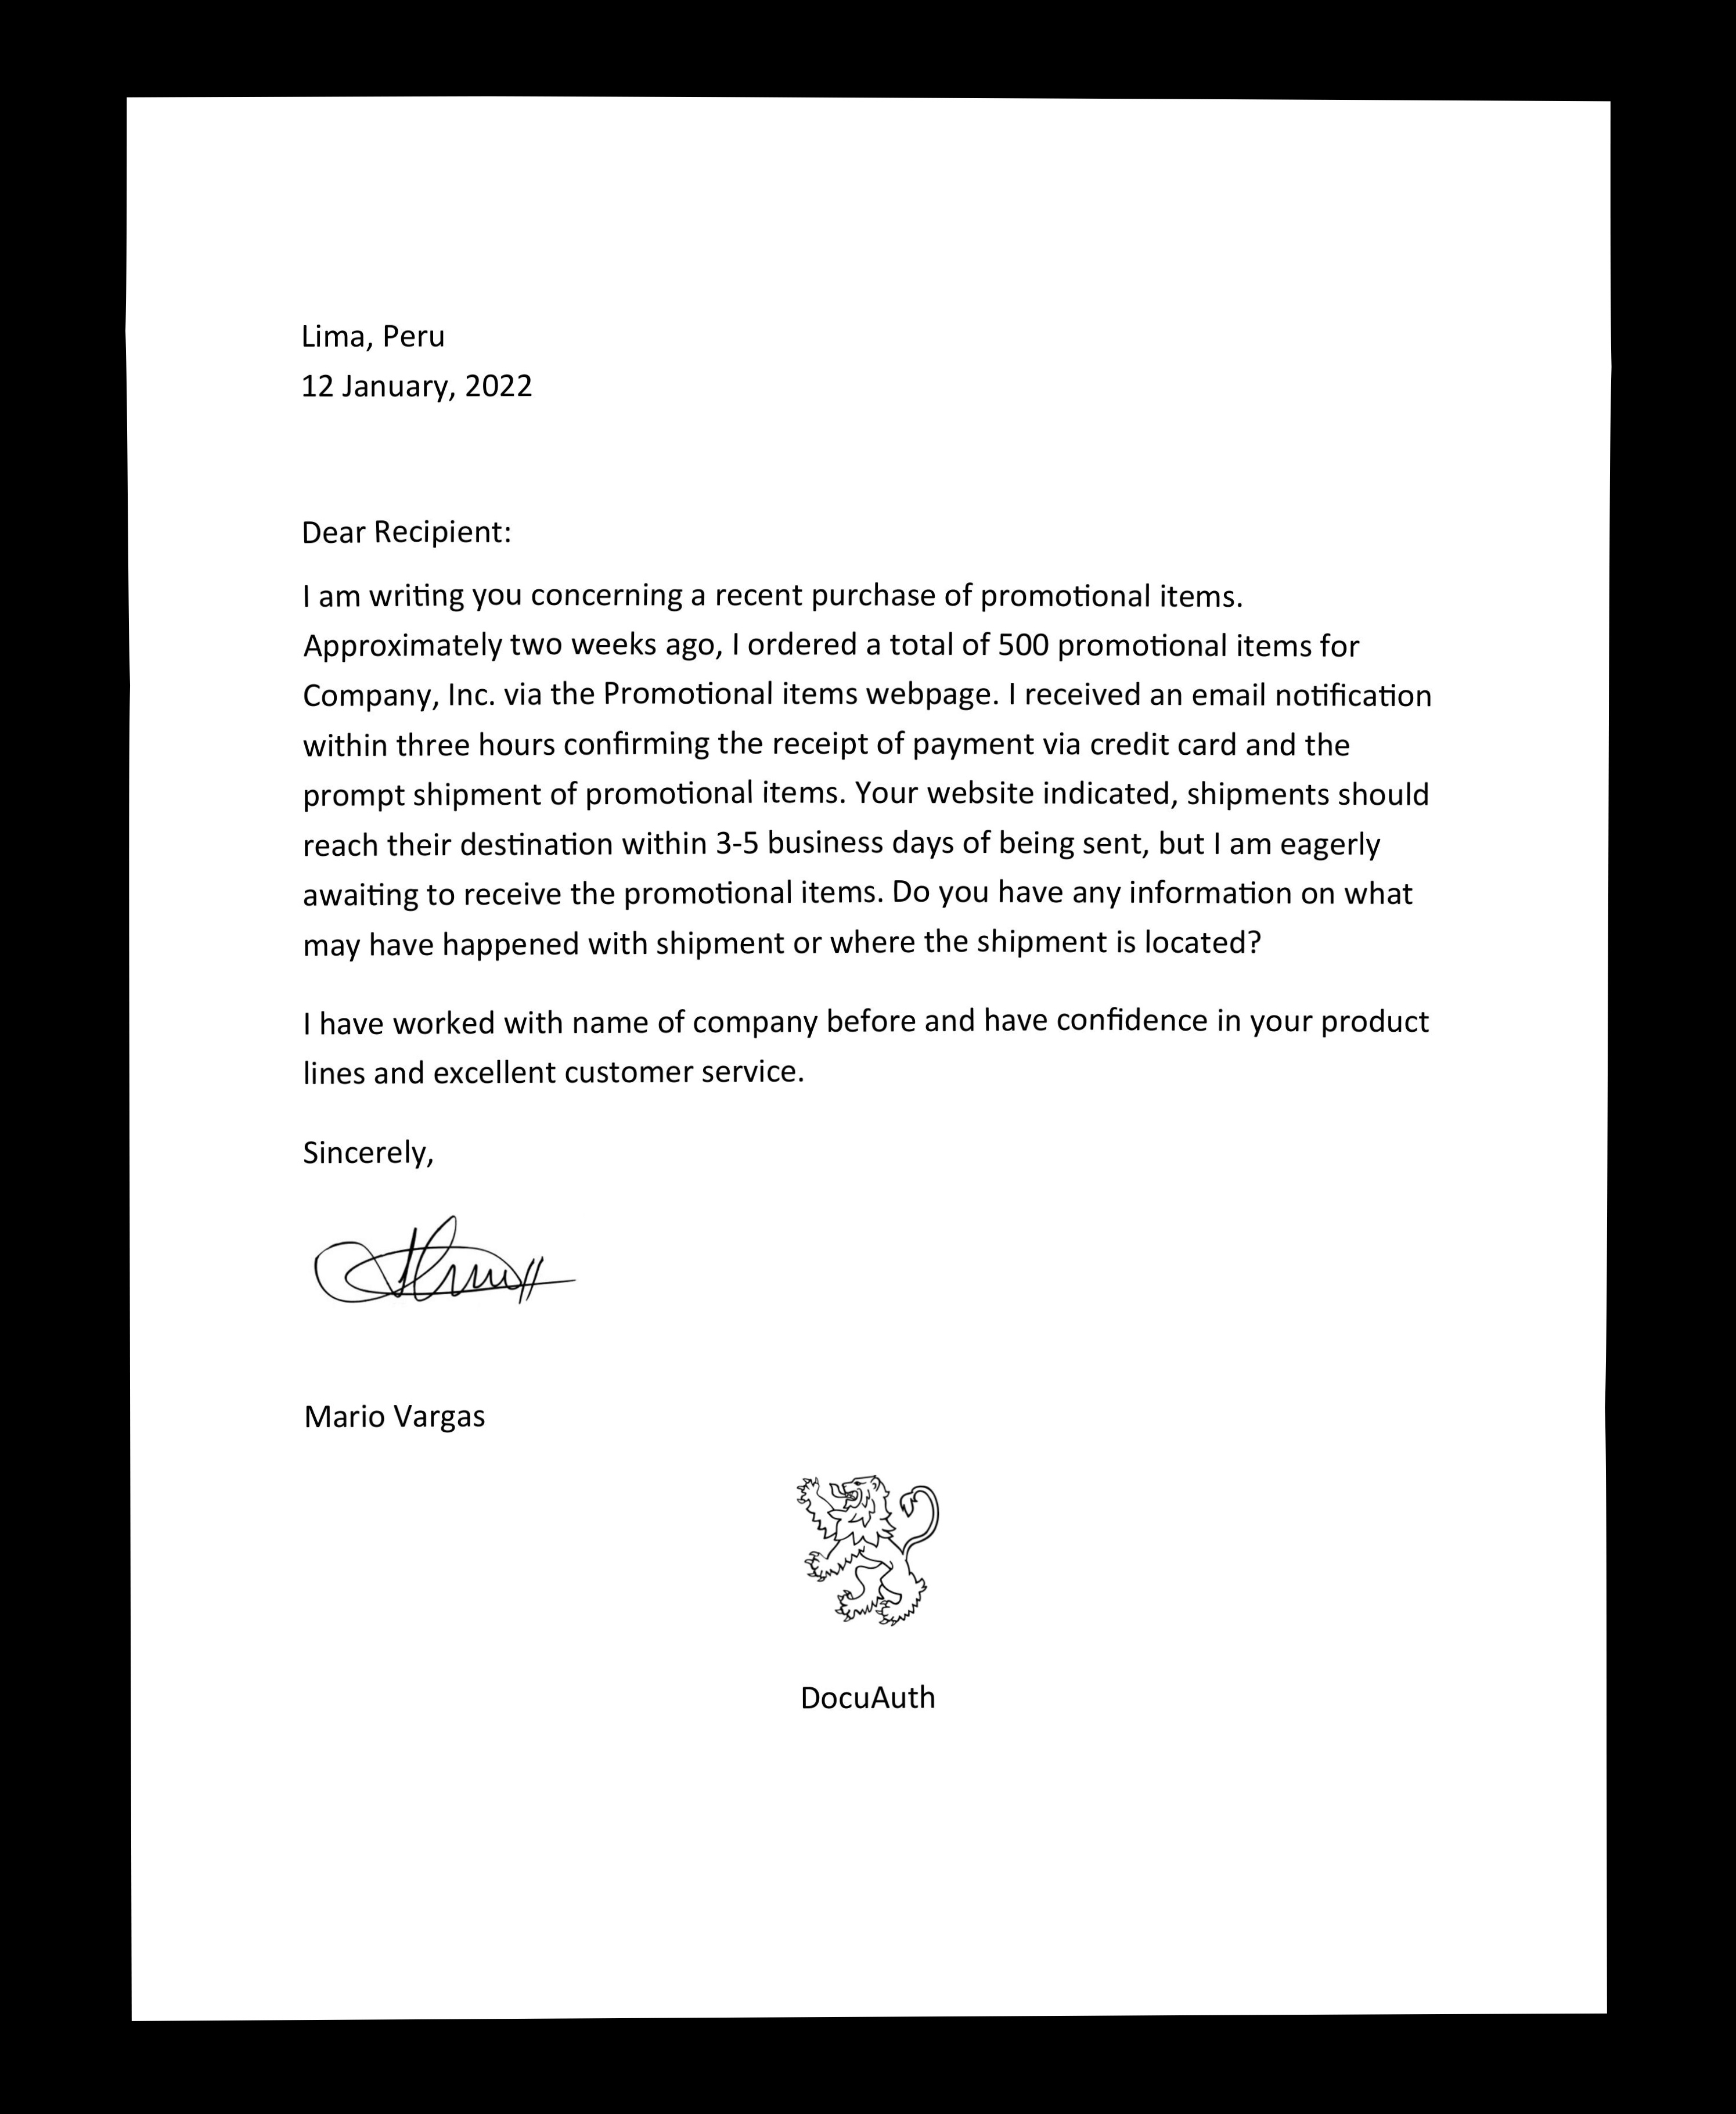 Lima, Peru
12 January, 2022
Dear Recipient:
I am writing you concerning a recent purchase of promotional items.
Approximately two weeks ago, I ordered a total of 500 promotional items for
Company, Inc. via the Promotional items webpage. I received an email notification
within three hours confirming the receipt of payment via credit card and the
prompt shipment of promotional items. Your website indicated, shipments should
reach their destination within 3-5 business days of being sent, but I am eagerly
awaiting to receive the promotional items. Do you have any information on what
may have happened with shipment or where the shipment is located?
I have worked with name of company before and have confidence in your product
lines and excellent customer service.
Sincerely,
Mario Vargas
DocuAuth